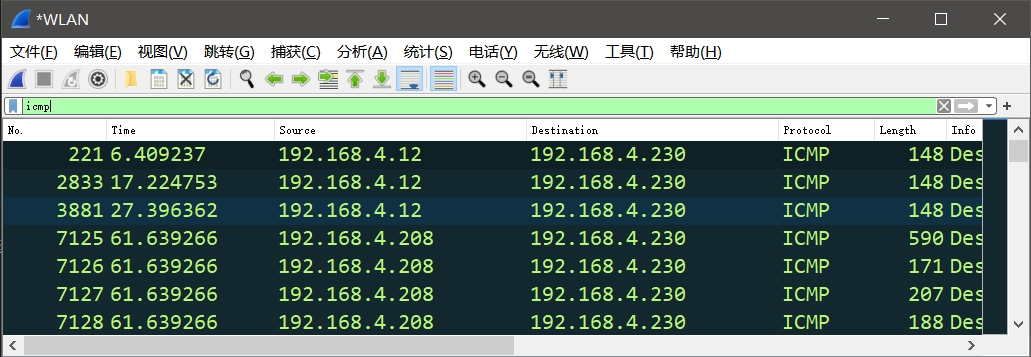 *WLAN
文件(F) 编辑(E) 视图(V) 跳转(G) 捕获(C) 分析(A) 统计(S) 电话(Y) 无线(W) 工具(T) 帮助(H)
icmp
No. Time Source Destination Protocol Length Info
221 6.409237 192.168.4.12 192.168.4.230 ICMP 148 Des
2833 17.224753 192.168.4.12 192.168.4.230 ICMP 148 Des
3881 27.396362 192.168.4.12 192.168.4.230 ICMP 148 Des
7125 61.639266 192.168.4.208 192.168.4.230 ICMP 590 Des
7126 61.639266 192.168.4.208 192.168.4.230 ICMP 171 Des
7127 61.639266 192.168.4.208 192.168.4.230 ICMP 207 Des
7128 61.639266 192.168.4.208 192.168.4.230 ICMP 188 Des